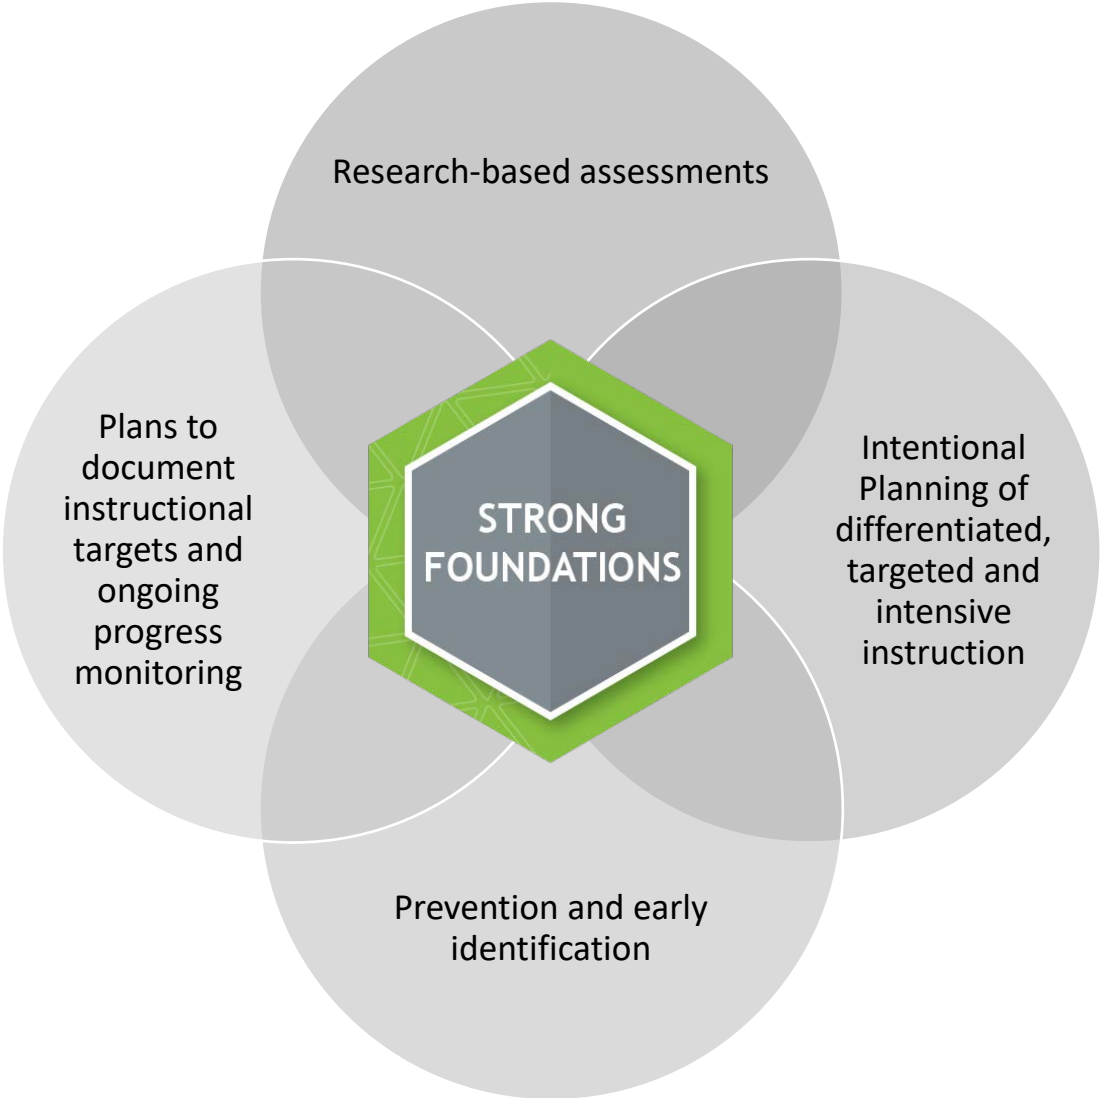 Research-based assessments
Plans to
document
instructional
targets and
ongoing
progress
monitoring
STRONG
FOUNDATIONS
Intentional
Planning of
differentiated,
targeted and
intensive
instruction
Prevention and early
identification